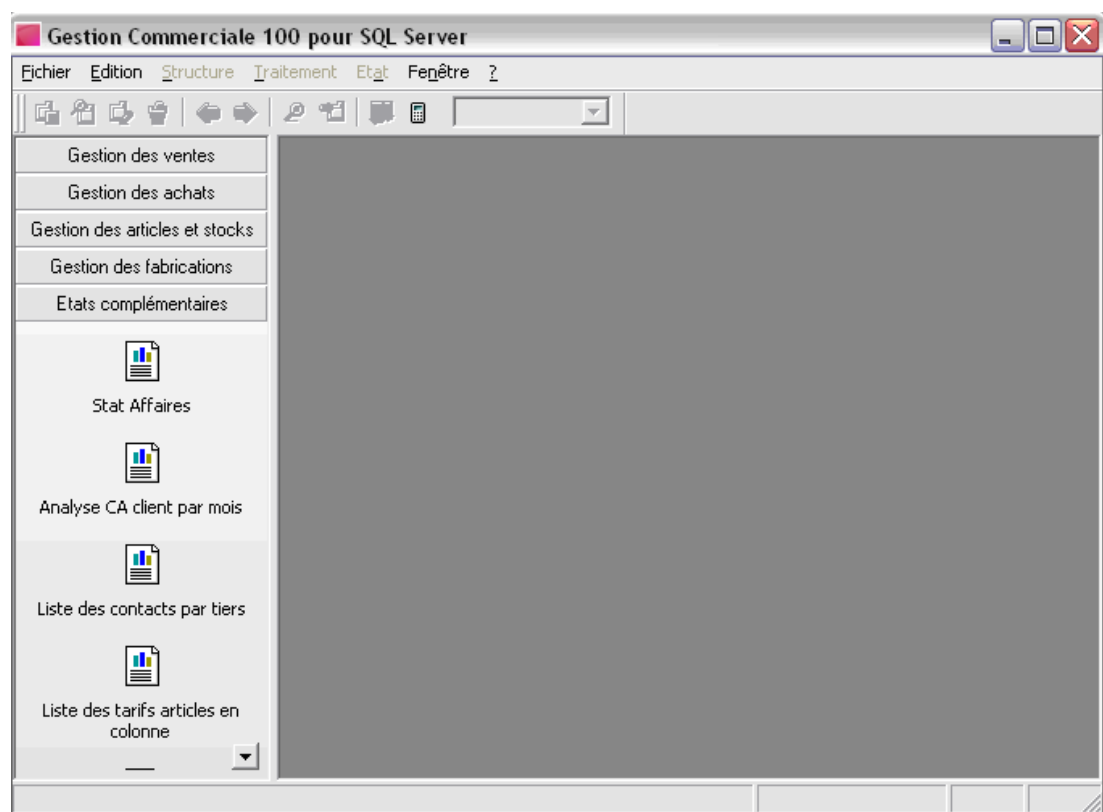 Gestion Commerciale 100 pour SQL Server
Fichier Edition Structure Traitement Etat Fenêtre ?
Gestion des ventes
Gestion des achats
Gestion des articles et stocks
Gestion des fabrications
Etats complémentaires
Stat Affaires
Analyse CA client par mois
Liste des contacts par tiers
Liste des tarifs articles en
colonne